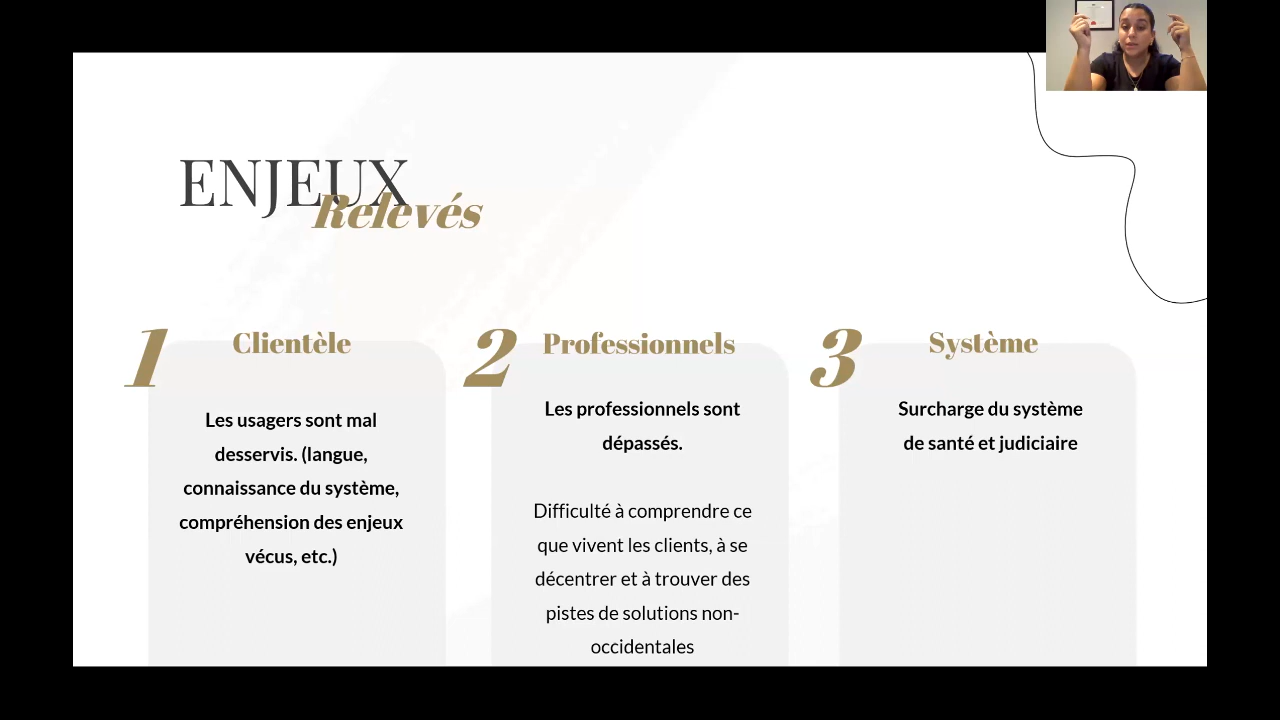 ENJEUX
Relevés
1 Clientèle
Les usagers sont mal
desservis. (langue,
connaissance du système,
compréhension des enjeux
vécus, etc.)
2 Professionnels
Les professionnels sont
dépassés.
Difficulté à comprendre ce
que vivent les clients, à se
décentrer et à trouver des
pistes de solutions non-
occidentales
3 Système
Surcharge du système
de santé et judiciaire